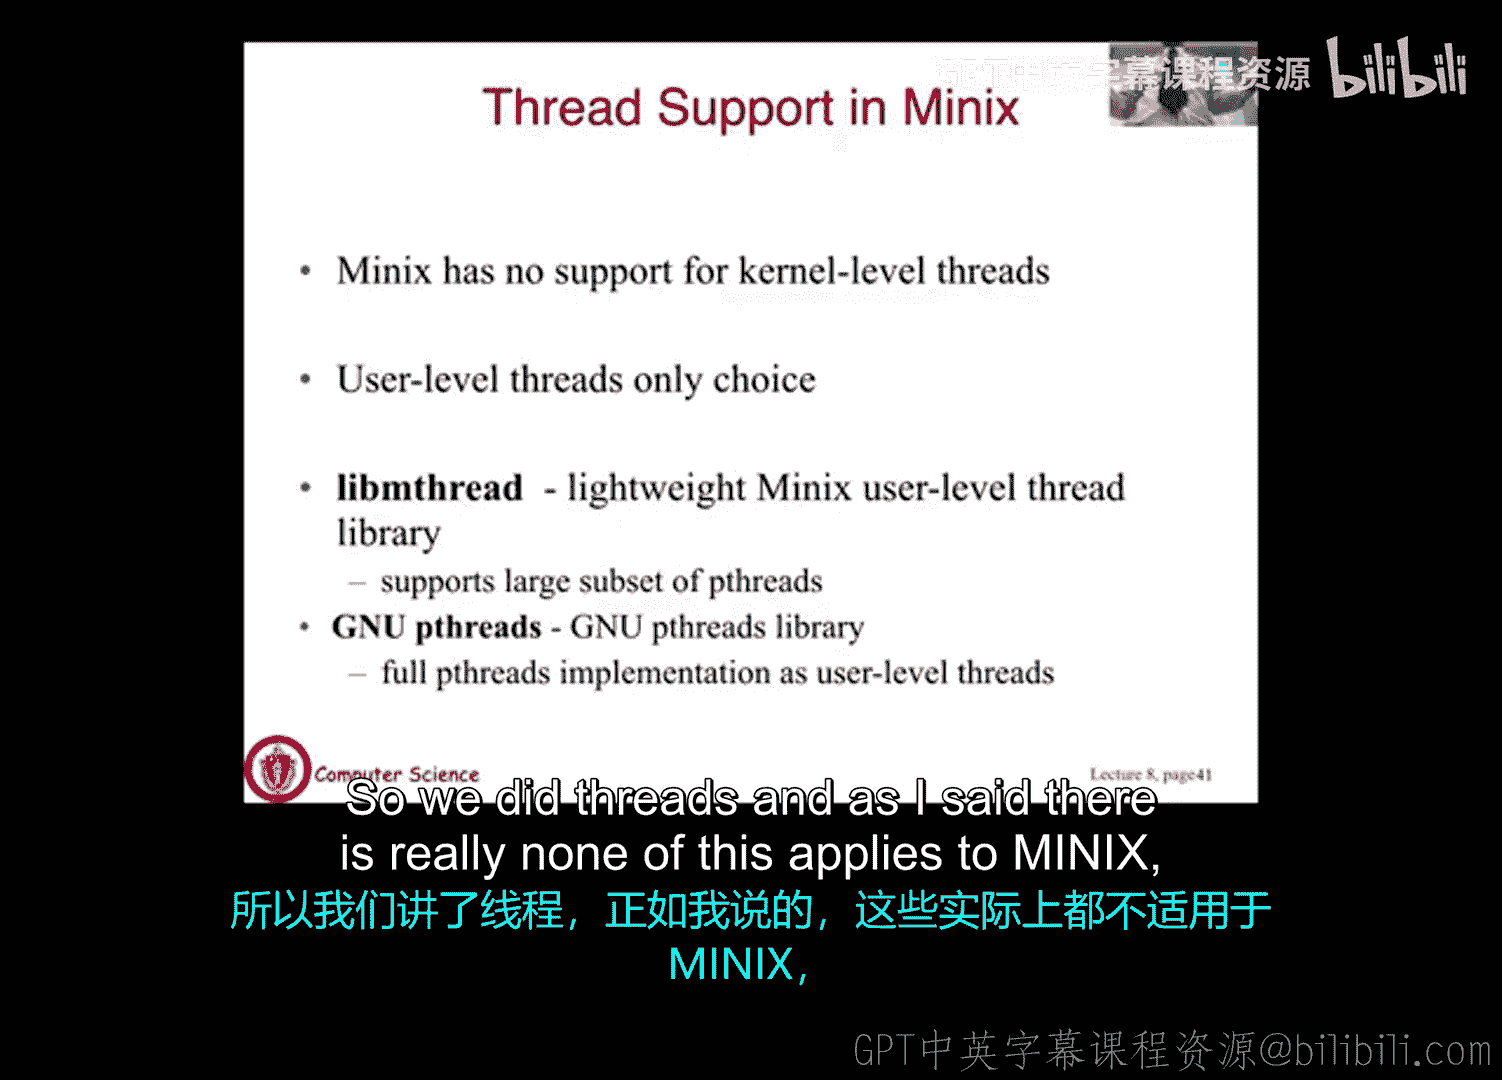 GPT中英字幕课程资源 bilibili
Thread Support in Minix
• Minix has no support for kernel-level threads
• User-level threads only choice
• libmthread - lightweight Minix user-level thread
library
– supports large subset of pthreads
• GNU pthreads - GNU pthreads library
– full pthreads implementation as user-level threads
Computer Science
Lecture 8, page41
So we did threads and as I said there
is really none of this applies to MINIX,
所以我们讲了线程，正如我说的，这些实际上都不适用于
MINIX，
GPT中英字幕课程资源@bilibili.com